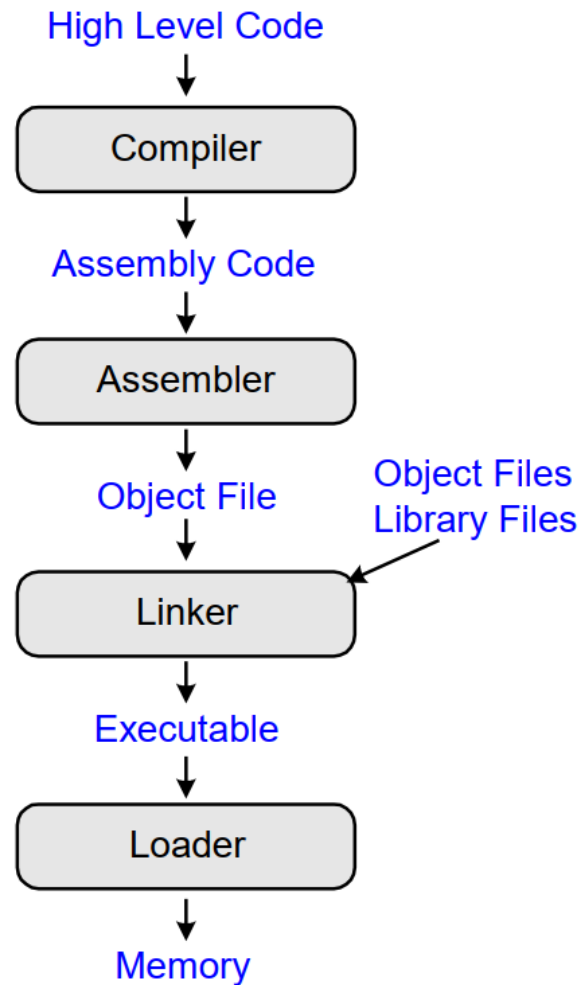 High Level Code
Compiler
Assembly Code
Assembler
Object File
Object Files
Library Files
Linker
Executable
Loader
Memory